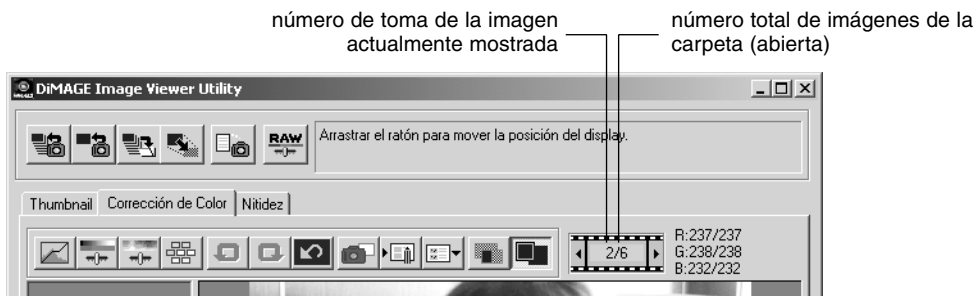 número de toma de la imagen
actualmente mostrada
número total de imágenes de la
carpeta (abierta)
DiMAGE Image Viewer Utility
RAW
Arrastrar el ratón para mover la posición del display.
Thumbnail
Corrección de Color
Nitidez
2/6
R:237/237
G:238/238
B:232/232